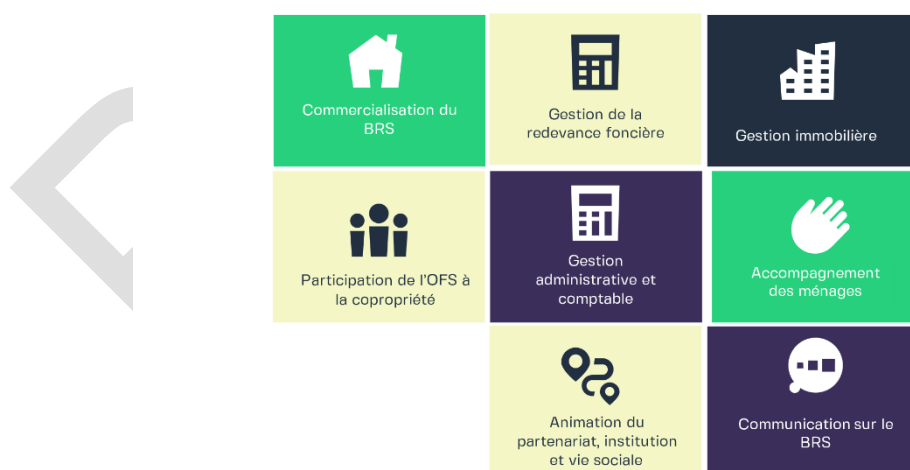 Commercialisation du
BRS
Gestion de la
redevance foncière
Gestion immobilière
Participation de l'OFS à
la copropriété
Gestion
administrative et
comptable
Accompagnement
des ménages
Animation du
partenariat, institution
et vie sociale
Communication sur le
BRS